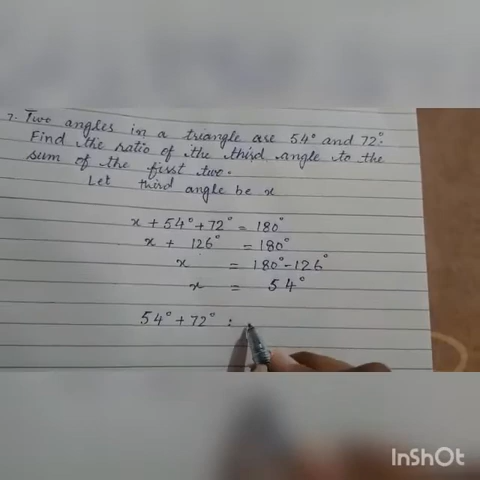 7. Two angles in a triangle are 54° and 72°.
Find the ratio of the third angle to the
sum of the first two.
Let third angle be x
x + 54° + 72° = 180°
x + 126° = 180°
x = 180° - 126°
x = 54°
54° + 72° :
InShOt